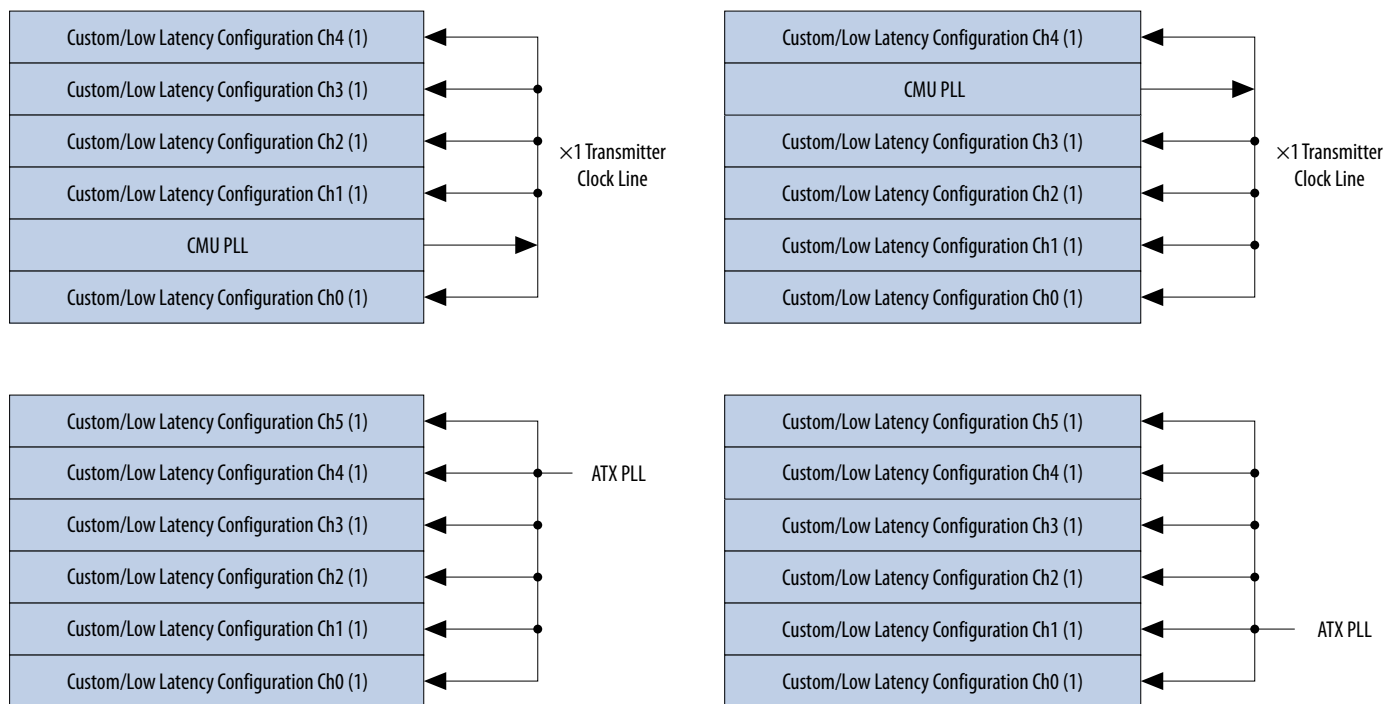 Custom/Low Latency Configuration Ch4 (1)
Custom/Low Latency Configuration Ch3 (1)
Custom/Low Latency Configuration Ch2 (1)
Custom/Low Latency Configuration Ch1 (1)
CMU PLL
Custom/Low Latency Configuration Ch0 (1)
×1 Transmitter
Clock Line
Custom/Low Latency Configuration Ch4 (1)
CMU PLL
Custom/Low Latency Configuration Ch3 (1)
Custom/Low Latency Configuration Ch2 (1)
Custom/Low Latency Configuration Ch1 (1)
Custom/Low Latency Configuration Ch0 (1)
×1 Transmitter
Clock Line
Custom/Low Latency Configuration Ch5 (1)
Custom/Low Latency Configuration Ch4 (1)
Custom/Low Latency Configuration Ch3 (1)
Custom/Low Latency Configuration Ch2 (1)
Custom/Low Latency Configuration Ch1 (1)
Custom/Low Latency Configuration Ch0 (1)
ATX PLL
Custom/Low Latency Configuration Ch5 (1)
Custom/Low Latency Configuration Ch4 (1)
Custom/Low Latency Configuration Ch3 (1)
Custom/Low Latency Configuration Ch2 (1)
Custom/Low Latency Configuration Ch1 (1)
Custom/Low Latency Configuration Ch0 (1)
ATX PLL